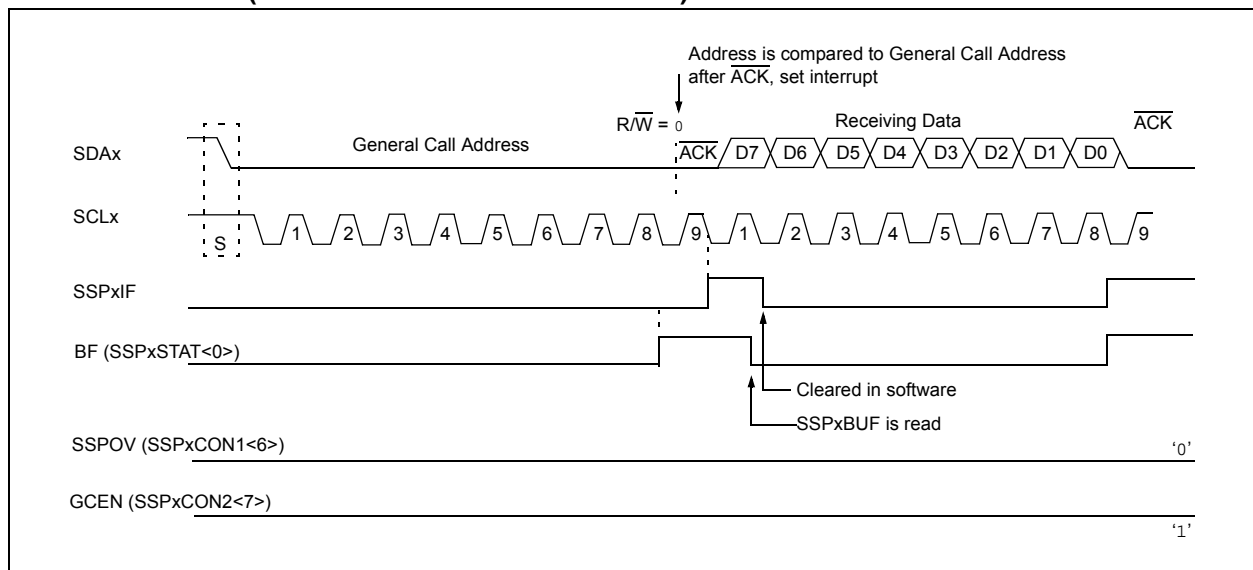 Address is compared to General Call Address
after ACK, set interrupt
R/W = 0
Receiving Data
ACK
SDAx
General Call Address
ACK
D7 D6 D5 D4 D3 D2 D1 D0
SCLx
S
1 2 3 4 5 6 7 8 9 1 2 3 4 5 6 7 8 9
SSPxIF
BF (SSPxSTAT<0>)
Cleared in software
SSPxBUF is read
SSPOV (SSPxCON1<6>)
‘0’
GCEN (SSPxCON2<7>)
‘1’